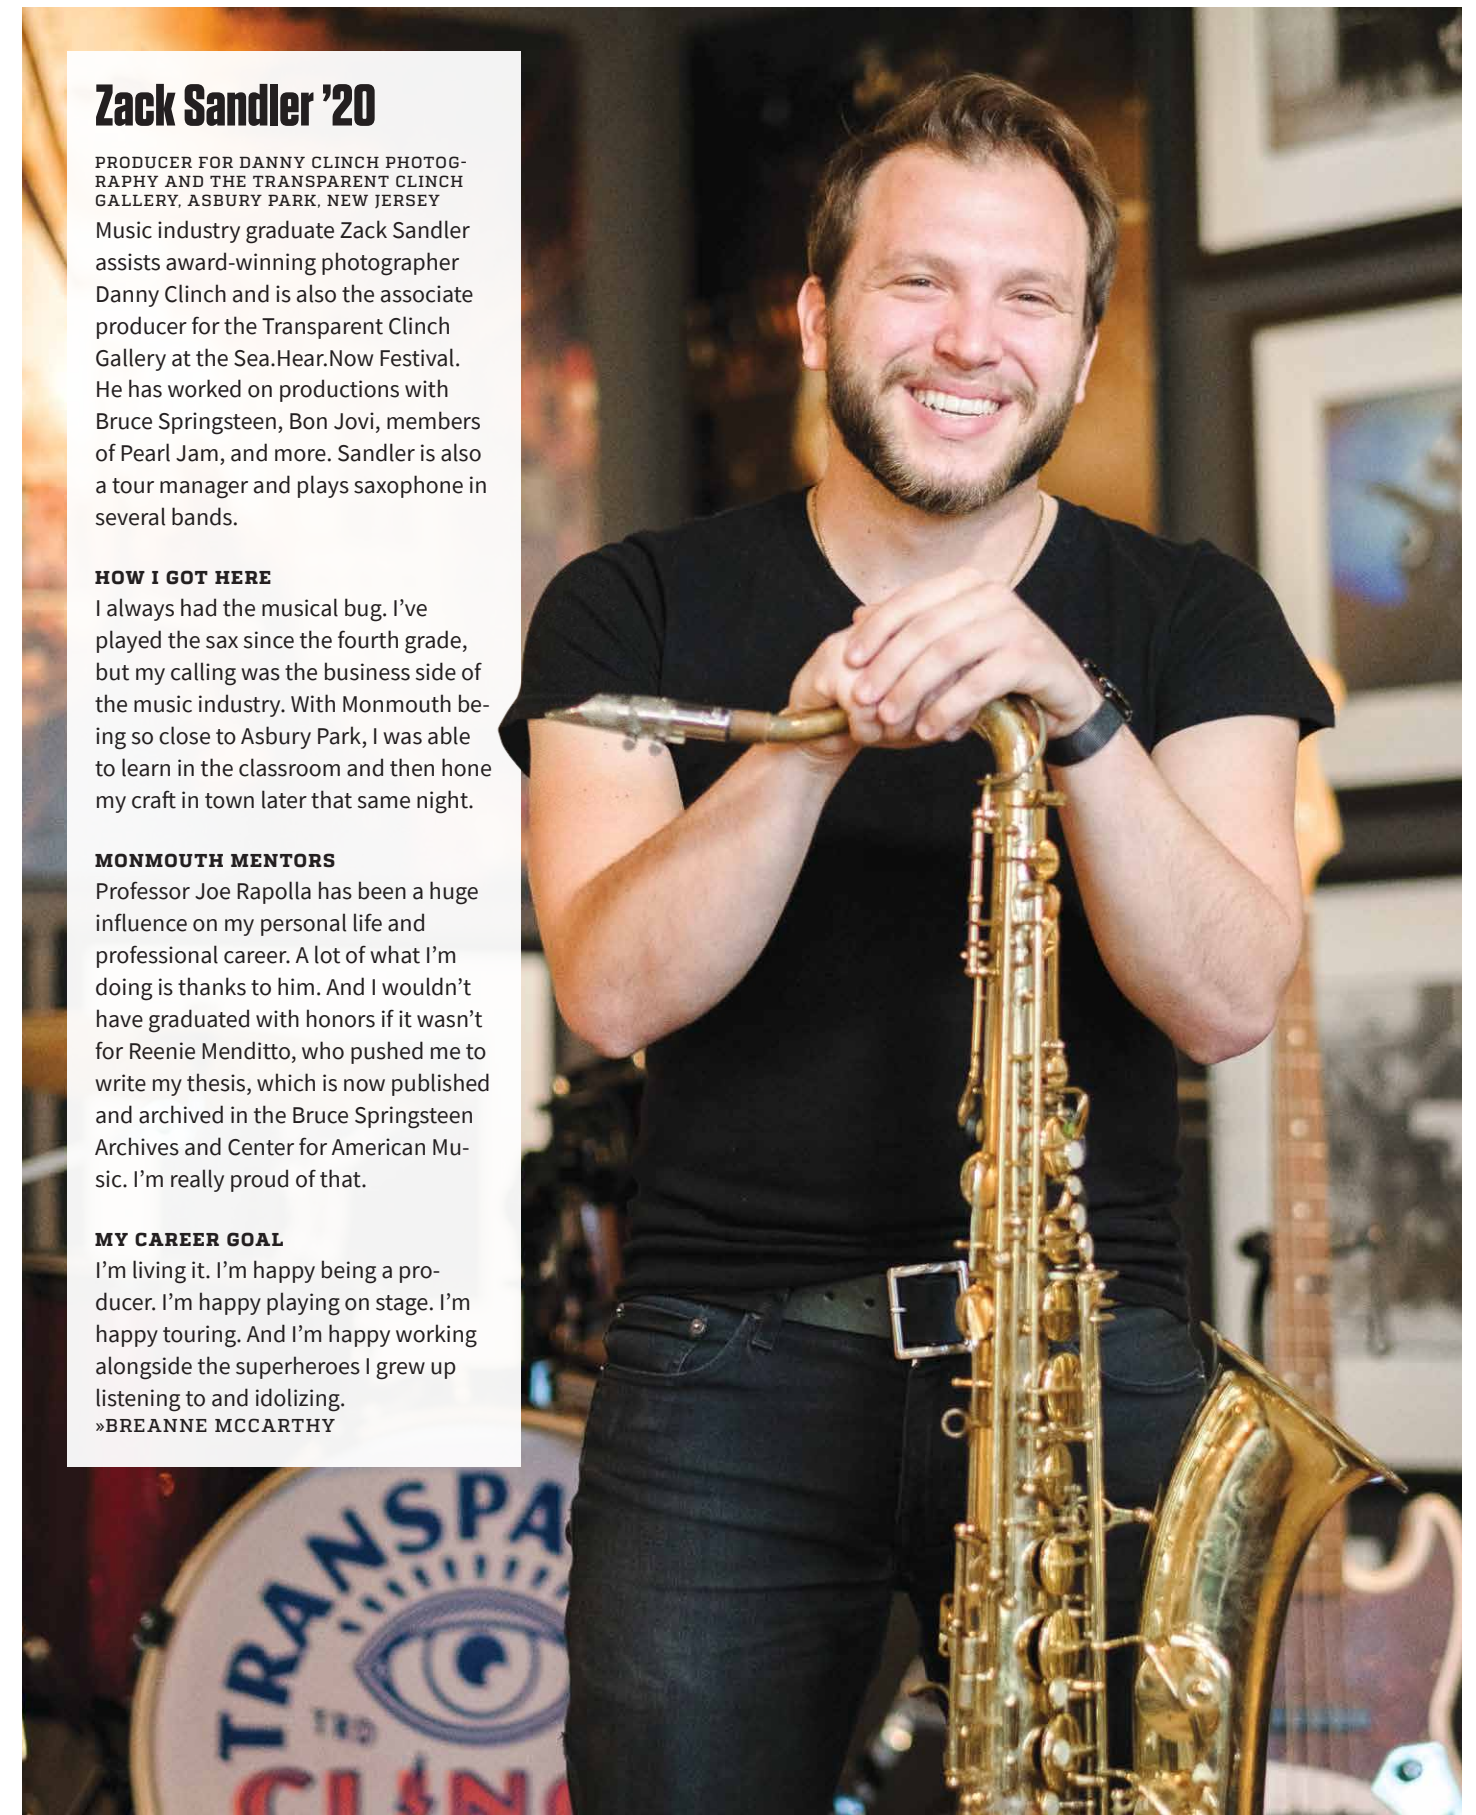 Zack Sandler ’20
PRODUCER FOR DANNY CLINCH PHOTOG-
RAPHY AND THE TRANSPARENT CLINCH
GALLERY, ASBURY PARK, NEW JERSEY
Music industry graduate Zack Sandler
assists award-winning photographer
Danny Clinch and is also the associate
producer for the Transparent Clinch
Gallery at the Sea.Hear.Now Festival.
He has worked on productions with
Bruce Springsteen, Bon Jovi, members
of Pearl Jam, and more. Sandler is also
a tour manager and plays saxophone in
several bands.
HOW I GOT HERE
I always had the musical bug. I’ve
played the sax since the fourth grade,
but my calling was the business side of
the music industry. With Monmouth be-
ing so close to Asbury Park, I was able
to learn in the classroom and then hone
my craft in town later that same night.
MONMOUTH MENTORS
Professor Joe Rapolla has been a huge
influence on my personal life and
professional career. A lot of what I’m
doing is thanks to him. And I wouldn’t
have graduated with honors if it wasn’t
for Reenie Menditto, who pushed me to
write my thesis, which is now published
and archived in the Bruce Springsteen
Archives and Center for American Mu-
sic. I’m really proud of that.
MY CAREER GOAL
I’m living it. I’m happy being a pro-
ducer. I’m happy playing on stage. I’m
happy touring. And I’m happy working
alongside the superheroes I grew up
listening to and idolizing.
»BREANNE MCCARTHY
TRANSPA
TRD
CLINC